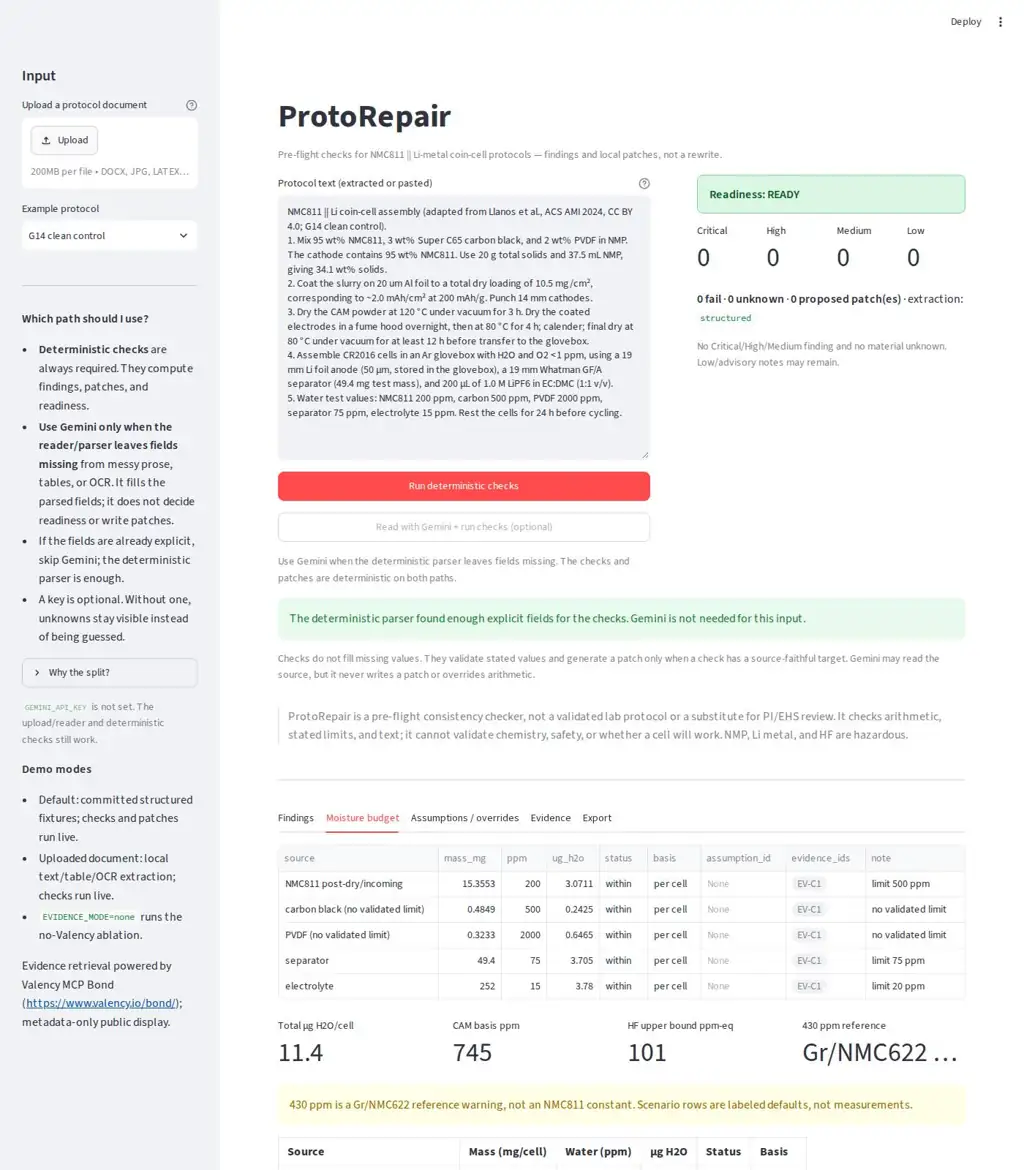 Deploy
Input
Upload a protocol document
Upload
200MB per file • DOCX, JPG, LATEX...
Example protocol
G14 clean control
Which path should I use?
• Deterministic checks are
always required. They compute
findings, patches, and
readiness.
• Use Gemini only when the
reader/parser leaves fields
missing from messy prose,
tables, or OCR. It fills the
parsed fields; it does not decide
readiness or write patches.
• If the fields are already explicit,
skip Gemini; the deterministic
parser is enough.
• A key is optional. Without one,
unknowns stay visible instead
of being guessed.
Why the split?
GEMINI_API_KEY is not set. The
upload/reader and deterministic
checks still work.
Demo modes
• Default: committed structured
fixtures; checks and patches
run live.
• Uploaded document: local
text/table/OCR extraction;
checks run live.
• EVIDENCE_MODE=none runs the
no-Valency ablation.
Evidence retrieval powered by
Valency MCP Bond
(https://www.valency.io/bond/);
metadata-only public display.
ProtoRepair
Pre-flight checks for NMC811 || Li-metal coin-cell protocols — findings and local patches, not a rewrite.
Protocol text (extracted or pasted)
NMC811 || Li coin-cell assembly (adapted from Llanos et al., ACS AMI 2024, CC BY
4.0; G14 clean control).
1. Mix 95 wt% NMC811, 3 wt% Super C65 carbon black, and 2 wt% PVDF in NMP.
The cathode contains 95 wt% NMC811. Use 20 g total solids and 37.5 mL NMP,
giving 34.1 wt% solids.
2. Coat the slurry on 20 um Al foil to a total dry loading of 10.5 mg/cm²,
corresponding to ~2.0 mAh/cm² at 200 mAh/g. Punch 14 mm cathodes.
3. Dry the CAM powder at 120 °C under vacuum for 3 h. Dry the coated
electrodes in a fume hood overnight, then at 80 °C for 4 h; calender; final dry at
80 °C under vacuum for at least 12 h before transfer to the glovebox.
4. Assemble CR2016 cells in an Ar glovebox with H2O and O2 <1 ppm, using a 19
mm Li foil anode (50 µm, stored in the glovebox), a 19 mm Whatman GF/A
separator (49.4 mg test mass), and 200 µL of 1.0 M LiPF6 in EC:DMC (1:1 v/v).
5. Water test values: NMC811 200 ppm, carbon 500 ppm, PVDF 2000 ppm,
separator 75 ppm, electrolyte 15 ppm. Rest the cells for 24 h before cycling.
Run deterministic checks
Read with Gemini + run checks (optional)
Use Gemini when the deterministic parser leaves fields missing. The checks and
patches are deterministic on both paths.
Readiness: READY
Critical High Medium Low
0 0 0 0
0 fail · 0 unknown · 0 proposed patch(es) · extraction:
structured
No Critical/High/Medium finding and no material unknown.
Low/advisory notes may remain.
The deterministic parser found enough explicit fields for the checks. Gemini is not needed for this input.
Checks do not fill missing values. They validate stated values and generate a patch only when a check has a source-faithful target. Gemini may read the
source, but it never writes a patch or overrides arithmetic.
ProtoRepair is a pre-flight consistency checker, not a validated lab protocol or a substitute for PI/EHS review. It checks arithmetic,
stated limits, and text; it cannot validate chemistry, safety, or whether a cell will work. NMP, Li metal, and HF are hazardous.
Findings Moisture budget Assumptions / overrides Evidence Export
source mass_mg ppm ug_h2o status basis assumption_id evidence_ids note
NMC811 post-dry/incoming 15.3553 200 3.0711 within per cell None EV-C1 limit 500 ppm
carbon black (no validated limit) 0.4849 500 0.2425 within per cell None EV-C1 no validated limit
PVDF (no validated limit) 0.3233 2000 0.6465 within per cell None EV-C1 no validated limit
separator 49.4 75 3.705 within per cell None EV-C1 limit 75 ppm
electrolyte 252 15 3.78 within per cell None EV-C1 limit 20 ppm
Total µg H2O/cell CAM basis ppm HF upper bound ppm-eq 430 ppm reference
11.4 745 101 Gr/NMC622 ...
430 ppm is a Gr/NMC622 reference warning, not an NMC811 constant. Scenario rows are labeled defaults, not measurements.
Source Mass (mg/cell) Water (ppm) µg H2O Status Basis